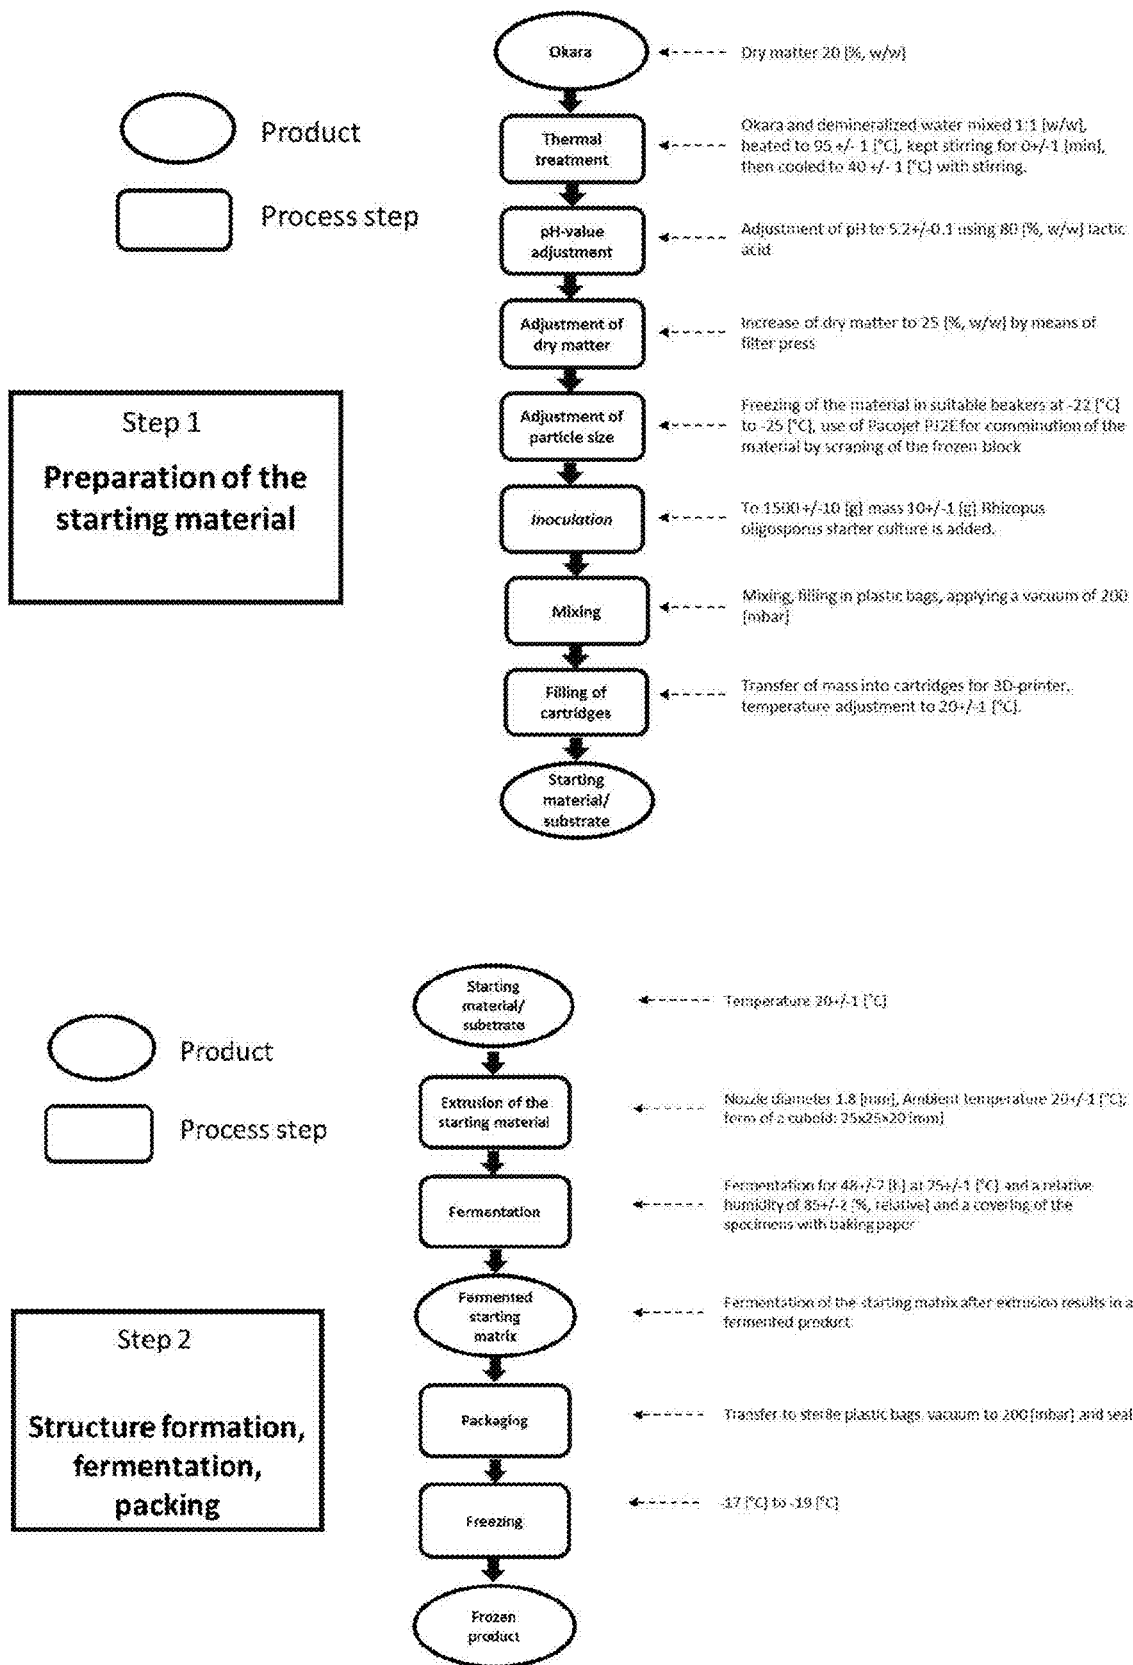 Okara
Dry matter 20 [%, w/w]
Product
Process step
Thermal
treatment
Okara and demineralized water mixed 1:1 [w/w],
heated to 95 +/- 1 [°C], kept stirring for 0+/-1 [min],
then cooled to 40 +/- 1 [°C] with stirring.
pH-value
adjustment
Adjustment of pH to 5.2+/-0.1 using 80 [%, w/w] lactic
acid
Adjustment of
dry matter
Increase of dry matter to 25 [%, w/w] by means of
filter press
Step 1
Preparation of the
starting material
Adjustment of
particle size
Freezing of the material in suitable beakers at -22 [°C]
to -25 [°C], use of Pacojet PJ2E for comminution of the
material by scraping of the frozen block
Inoculation
To 1500 +/-10 [g] mass 10+/-1 [g] Rhizopus
oligosporus starter culture is added.
Mixing
Mixing, filling in plastic bags, applying a vacuum of 200
[mbar]
Filling of
cartridges
Transfer of mass into cartridges for 3D-printer,
temperature adjustment to 20+/-1 [°C].
Starting
material/
substrate
Starting
material/
substrate
Temperature 20+/-1 [°C]
Product
Process step
Extrusion of the
starting material
Nozzle diameter 1.8 [mm], Ambient temperature 20+/-1 [°C];
form of a cuboid: 25x25x20 [mm]
Fermentation
Fermentation for 48+/-2 [h] at 25+/-1 [°C] and a relative
humidity of 85+/-2 [%, relative] and a covering of the
specimens with baking paper
Fermented
starting
matrix
Fermentation of the starting matrix after extrusion results in a
fermented product
Step 2
Structure formation,
fermentation,
packing
Packaging
Transfer to sterile plastic bags, vacuum to 200 [mbar] and seal
Freezing
-17 [°C] to -19 [°C]
Frozen
product